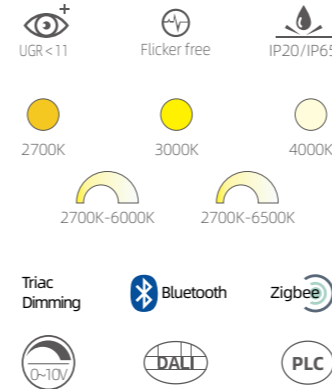 UGR<11
Flicker free
IP20/IP65
2700K
3000K
4000K
2700K-6000K
2700K-6500K
Triac
Dimming
Bluetooth
Zigbee
0~10V
DALI
PLC